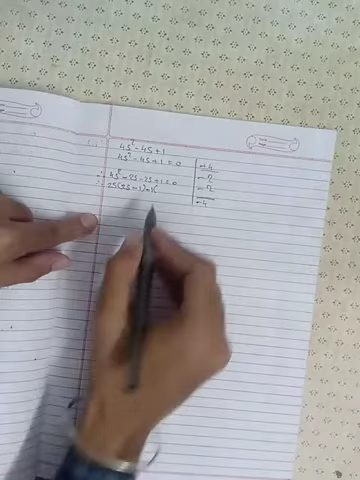 4s² - 4s + 1
4s² - 4s + 1 = 0
∴ 4s² - 2s - 2s + 1 = 0
∴ 2s(2s - 1) - 1(
+4
- 2
- 2
-4